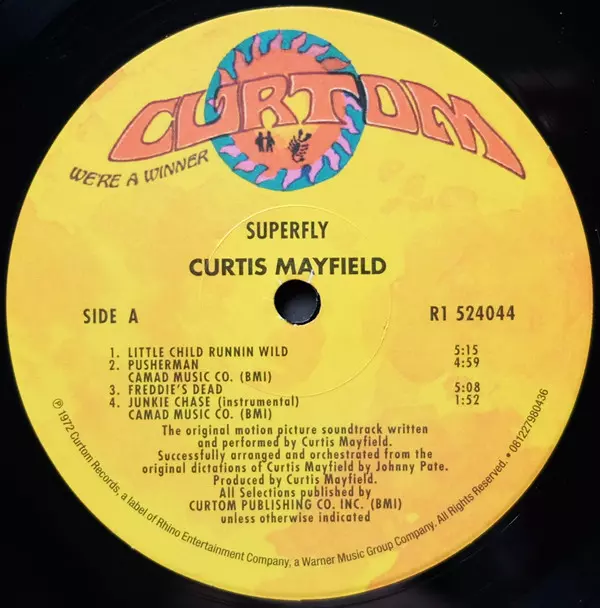 CURTOM
WE'RE A WINNER
SUPERFLY
CURTIS MAYFIELD
SIDE A
R1 524044
1. LITTLE CHILD RUNNIN WILD 5:15
2. PUSHERMAN 4:59
CAMAD MUSIC CO. (BMI)
3. FREDDIE'S DEAD 5:08
4. JUNKIE CHASE (instrumental) 1:52
CAMAD MUSIC CO. (BMI)
The original motion picture soundtrack written
and performed by Curtis Mayfield.
Successfully arranged and orchestrated from the
original dictations of Curtis Mayfield by Johnny Pate.
Produced by Curtis Mayfield.
All Selections published by
CURTOM PUBLISHING CO. INC. (BMI)
unless otherwise indicated
℗ 1972 Curtom Records, a label of Rhino Entertainment Company, a Warner Music Group Company. All Rights Reserved. • 081227980436